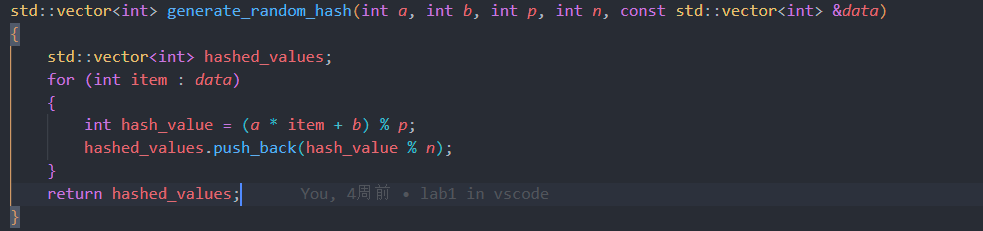 std::vector<int> generate_random_hash(int a, int b, int p, int n, const std::vector<int> &data)
{
    std::vector<int> hashed_values;
    for (int item : data)
    {
        int hash_value = (a * item + b) % p;
        hashed_values.push_back(hash_value % n);
    }
    return hashed_values;      You, 4周前 • lab1 in vscode
}